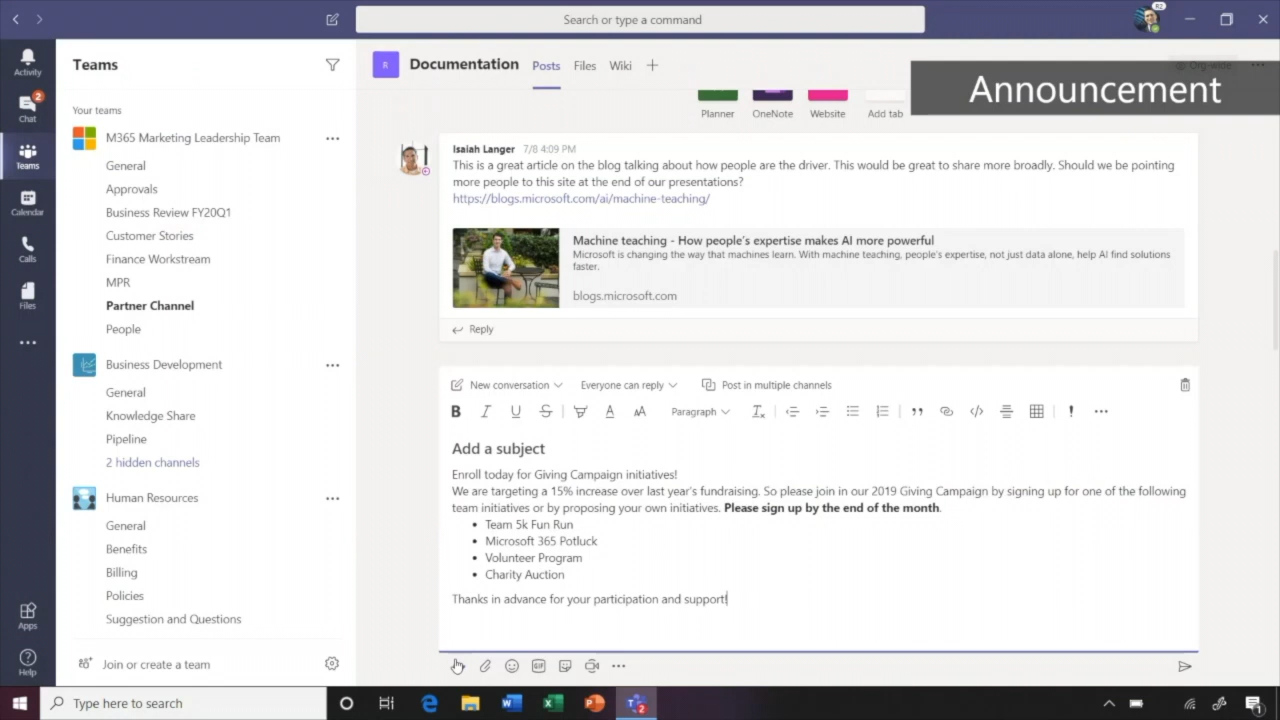 Search or type a command
R2
Activity
2
Chat
Teams
Calendar
Calls
Files
Apps
Help
Teams
Your teams
M365 Marketing Leadership Team
General
Approvals
Business Review FY20Q1
Customer Stories
Finance Workstream
MPR
Partner Channel
People
Business Development
General
Knowledge Share
Pipeline
2 hidden channels
Human Resources
General
Benefits
Billing
Policies
Suggestion and Questions
Join or create a team
R
Documentation
Posts
Files
Wiki
Org-wide
Announcement
Planner
OneNote
Website
Add tab
Isaiah Langer 7/8 4:09 PM
This is a great article on the blog talking about how people are the driver. This would be great to share more broadly. Should we be pointing
more people to this site at the end of our presentations?
https://blogs.microsoft.com/ai/machine-teaching/
Machine teaching - How people's expertise makes AI more powerful
Microsoft is changing the way that machines learn. With machine teaching, people's expertise, not just data alone, help AI find solutions
faster.
blogs.microsoft.com
Reply
New conversation
Everyone can reply
Post in multiple channels
B I U S A AA Paragraph
Add a subject
Enroll today for Giving Campaign initiatives!
We are targeting a 15% increase over last year's fundraising. So please join in our 2019 Giving Campaign by signing up for one of the following
team initiatives or by proposing your own initiatives. Please sign up by the end of the month.
• Team 5k Fun Run
• Microsoft 365 Potluck
• Volunteer Program
• Charity Auction
Thanks in advance for your participation and support!
GIF
Type here to search
2
1